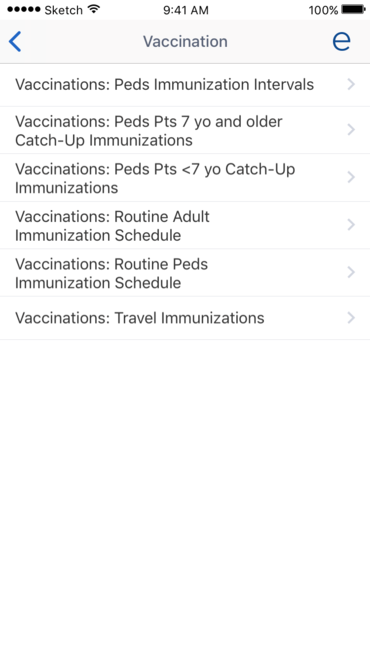 Sketch 9:41 AM 100%
Vaccination e
Vaccinations: Peds Immunization Intervals
Vaccinations: Peds Pts 7 yo and older
Catch-Up Immunizations
Vaccinations: Peds Pts <7 yo Catch-Up
Immunizations
Vaccinations: Routine Adult
Immunization Schedule
Vaccinations: Routine Peds
Immunization Schedule
Vaccinations: Travel Immunizations